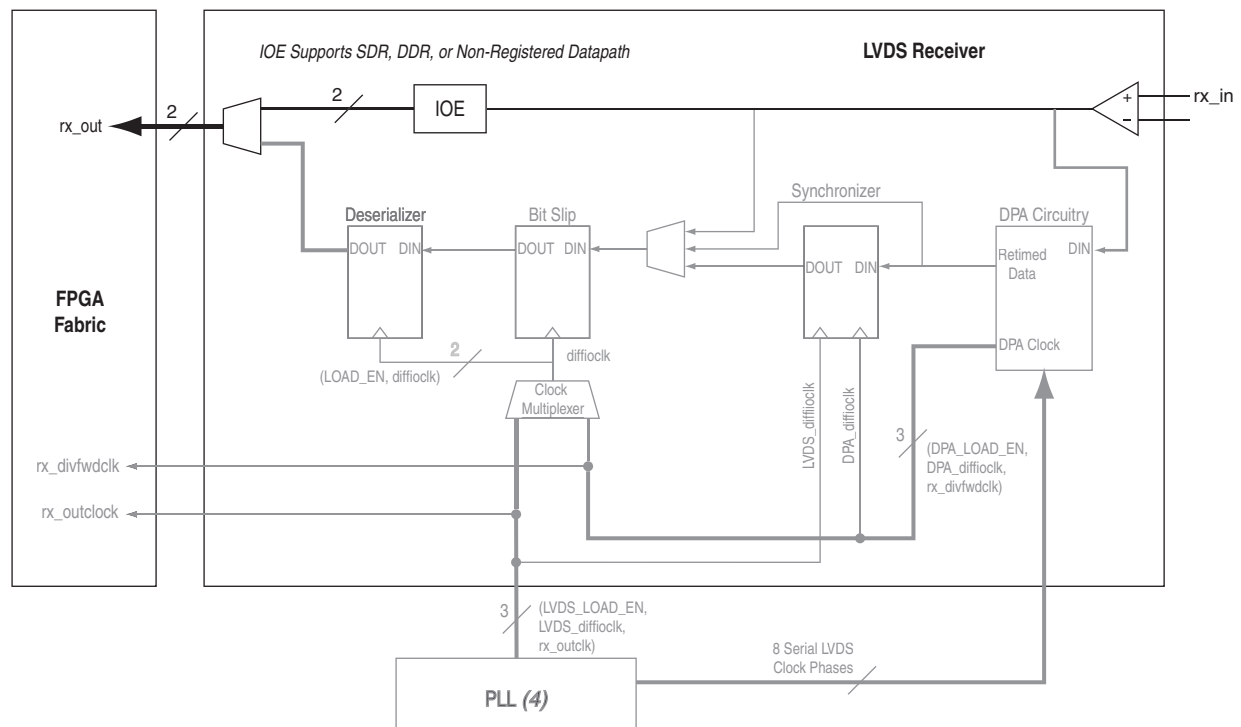 IOE Supports SDR, DDR, or Non-Registered Datapath
LVDS Receiver
2
2
IOE
+
–
rx_in
rx_out
Synchronizer
Deserializer
Bit Slip
DPA Circuitry
DOUT DIN
DOUT DIN
DOUT DIN
Retimed
Data
DIN
FPGA
Fabric
2
(LOAD_EN, diffioclk)
diffioclk
DPA Clock
Clock
Multiplexer
LVDS_diffiioclk
DPA_diffioclk
3
(DPA_LOAD_EN,
DPA_diffioclk,
rx_divfwdclk)
rx_divfwdclk
rx_outclock
3
(LVDS_LOAD_EN,
LVDS_diffioclk,
rx_outclk)
8 Serial LVDS
Clock Phases
PLL (4)